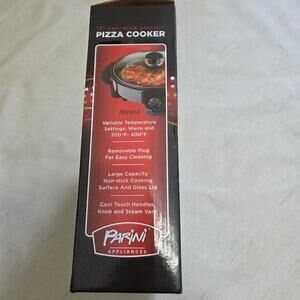 12" non-stick electric
PIZZA COOKER
Parini
Variable Temperature
Settings: Warm and
200°F- 400°F
Removable Plug
For Easy Cleaning
Large Capacity
Non-stick Cooking
Surface And Glass Lid
Cool Touch Handles,
Knob and Steam Vent
PARINI
APPLIANCES